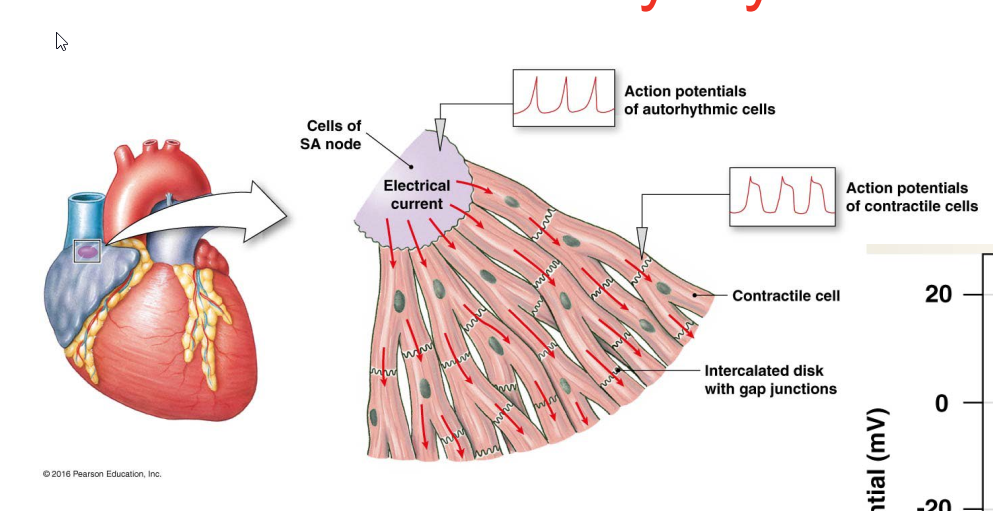 Action potentials
of autorhythmic cells
Cells of
SA node
Electrical
current
Action potentials
of contractile cells
Contractile cell
Intercalated disk
with gap junctions
20
0
-20
(mV)
© 2016 Pearson Education, Inc.